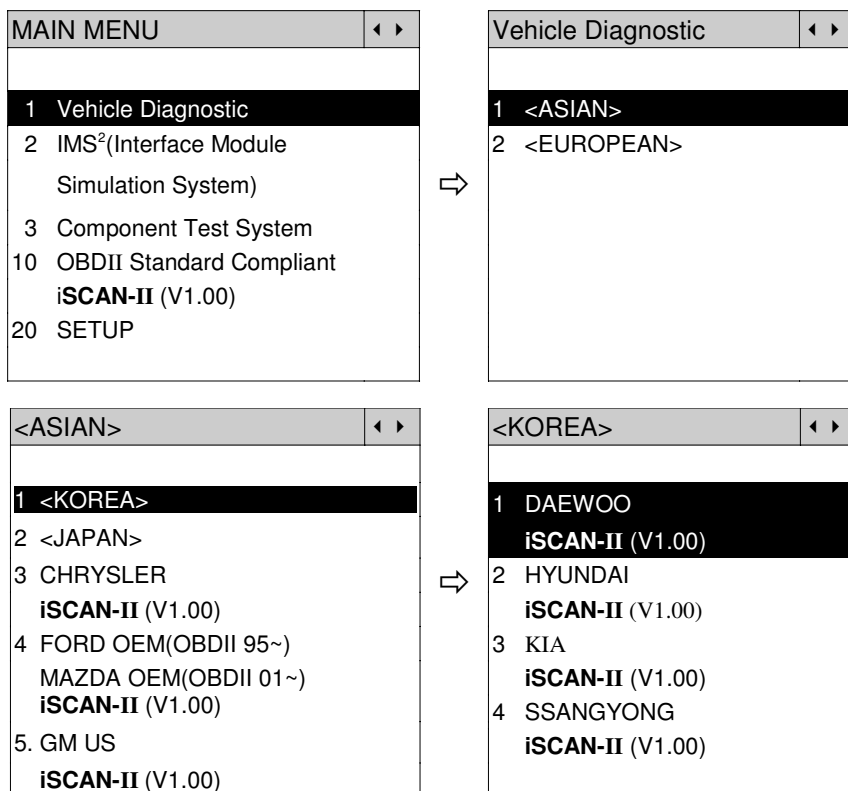 MAIN MENU
1 Vehicle Diagnostic
2 IMS²(Interface Module
Simulation System)
3 Component Test System
10 OBDII Standard Compliant
iSCAN-II (V1.00)
20 SETUP
Vehicle Diagnostic
1 <ASIAN>
2 <EUROPEAN>
<ASIAN>
1 <KOREA>
2 <JAPAN>
3 CHRYSLER
iSCAN-II (V1.00)
4 FORD OEM(OBDII 95~)
MAZDA OEM(OBDII 01~)
iSCAN-II (V1.00)
5. GM US
iSCAN-II (V1.00)
<KOREA>
1 DAEWOO
iSCAN-II (V1.00)
2 HYUNDAI
iSCAN-II (V1.00)
3 KIA
iSCAN-II (V1.00)
4 SSANGYONG
iSCAN-II (V1.00)